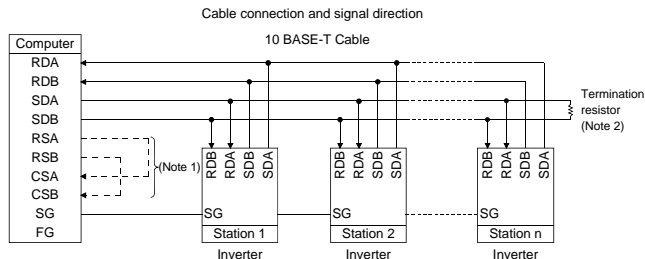 Cable connection and signal direction
10 BASE-T Cable
Computer
RDA
RDB
SDA
SDB
RSA
RSB
CSA
CSB
SG
FG
(Note 1)
Termination
resistor
(Note 2)
RDB RDA SDB SDA
SG
Station 1
Inverter
RDB RDA SDB SDA
SG
Station 2
Inverter
RDB RDA SDB SDA
SG
Station n
Inverter